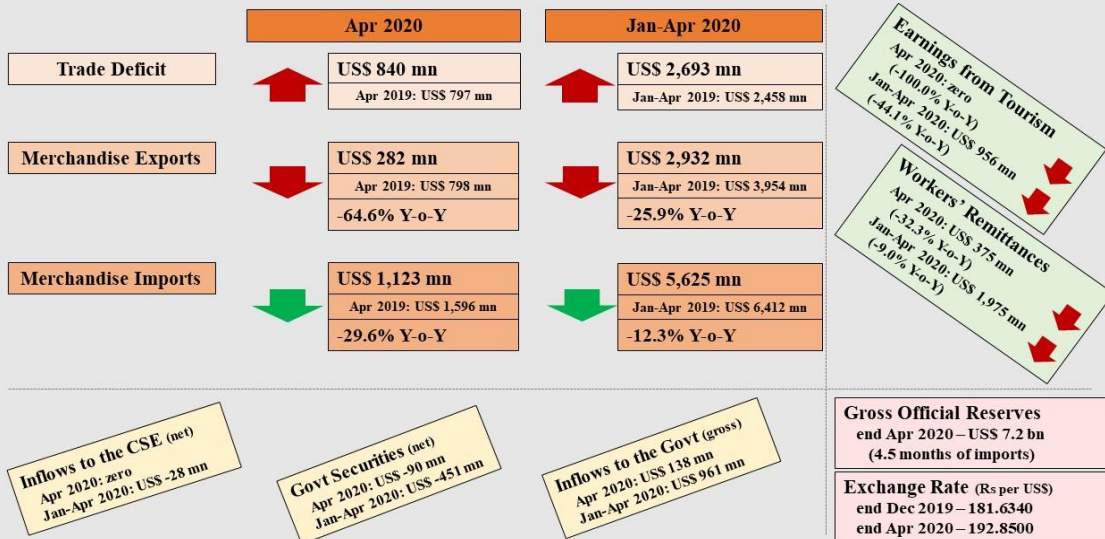 Apr 2020
Jan-Apr 2020
Trade Deficit
US$ 840 mn
Apr 2019: US$ 797 mn
US$ 2,693 mn
Jan-Apr 2019: US$ 2,458 mn
Merchandise Exports
US$ 282 mn
Apr 2019: US$ 798 mn
-64.6% Y-o-Y
US$ 2,932 mn
Jan-Apr 2019: US$ 3,954 mn
-25.9% Y-o-Y
Merchandise Imports
US$ 1,123 mn
Apr 2019: US$ 1,596 mn
-29.6% Y-o-Y
US$ 5,625 mn
Jan-Apr 2019: US$ 6,412 mn
-12.3% Y-o-Y
Earnings from Tourism
Apr 2020: zero
(-100.0% Y-o-Y)
Jan-Apr 2020: US$ 956 mn
(-44.1% Y-o-Y)
Workers' Remittances
Apr 2020: US$ 375 mn
(-32.3% Y-o-Y)
Jan-Apr 2020: US$ 1,975 mn
(-9.0% Y-o-Y)
Inflows to the CSE (net)
Apr 2020: zero
Jan-Apr 2020: US$ -28 mn
Govt Securities (net)
Apr 2020: US$ -90 mn
Jan-Apr 2020: US$ -451 mn
Inflows to the Govt (gross)
Apr 2020: US$ 138 mn
Jan-Apr 2020: US$ 961 mn
Gross Official Reserves
end Apr 2020 – US$ 7.2 bn
(4.5 months of imports)
Exchange Rate (Rs per US$)
end Dec 2019 – 181.6340
end Apr 2020 – 192.8500